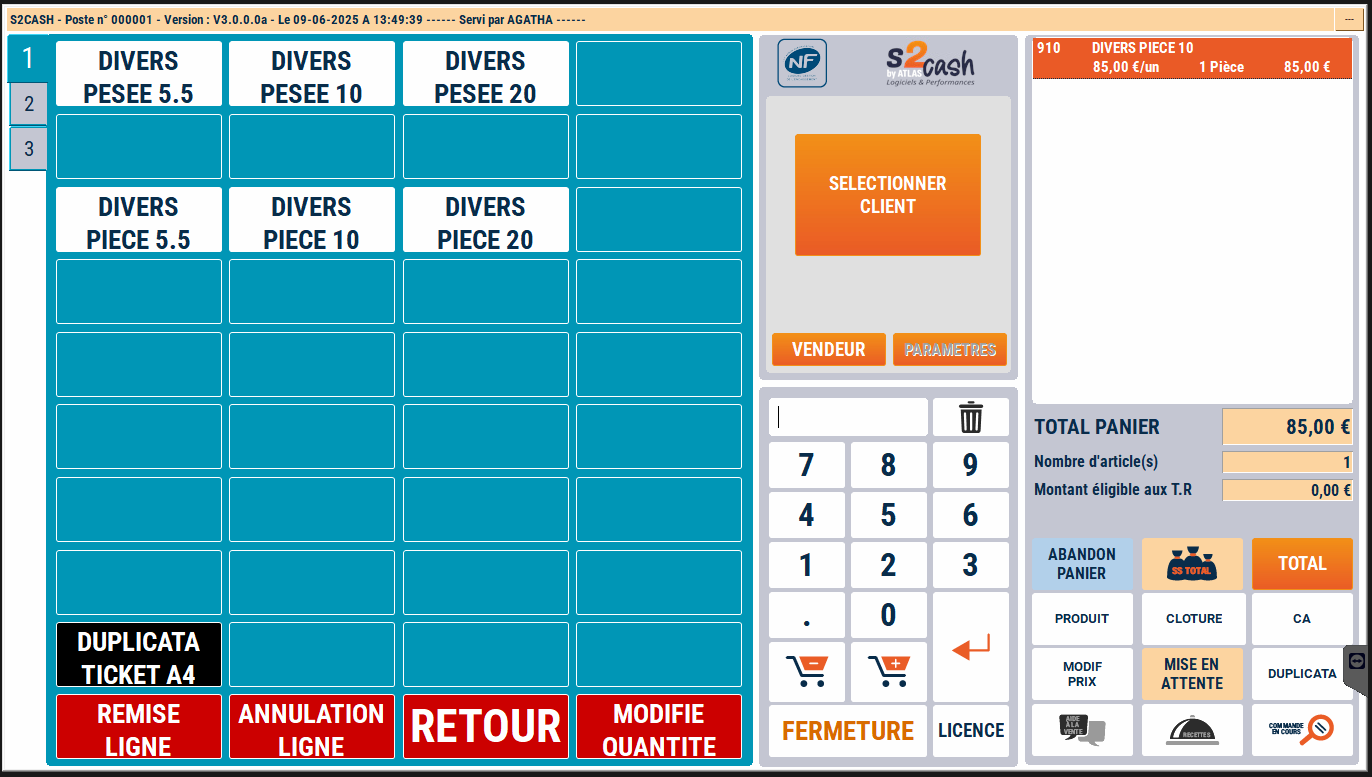 S2CASH - Poste n° 000001 - Version : V3.0.0.0a - Le 09-06-2025 A 13:49:39 ------ Servi par AGATHA ------
---
1
2
3
DIVERS
PESEE 5.5
DIVERS
PESEE 10
DIVERS
PESEE 20
DIVERS
PIECE 5.5
DIVERS
PIECE 10
DIVERS
PIECE 20
DUPLICATA
TICKET A4
REMISE
LIGNE
ANNULATION
LIGNE
RETOUR
MODIFIE
QUANTITE
NF
S2cash
by ATLAS
Logiciels & Performances
SELECTIONNER
CLIENT
VENDEUR
PARAMETRES
7 8 9
4 5 6
1 2 3
. 0
FERMETURE
LICENCE
910 DIVERS PIECE 10
85,00 €/un 1 Pièce 85,00 €
TOTAL PANIER 85,00 €
Nombre d'article(s) 1
Montant éligible aux T.R 0,00 €
ABANDON
PANIER
SS TOTAL
TOTAL
PRODUIT
CLOTURE
CA
MODIF
PRIX
MISE EN
ATTENTE
DUPLICATA
AIDE
A LA
VENTE
RECETTES
COMMANDE
EN COURS